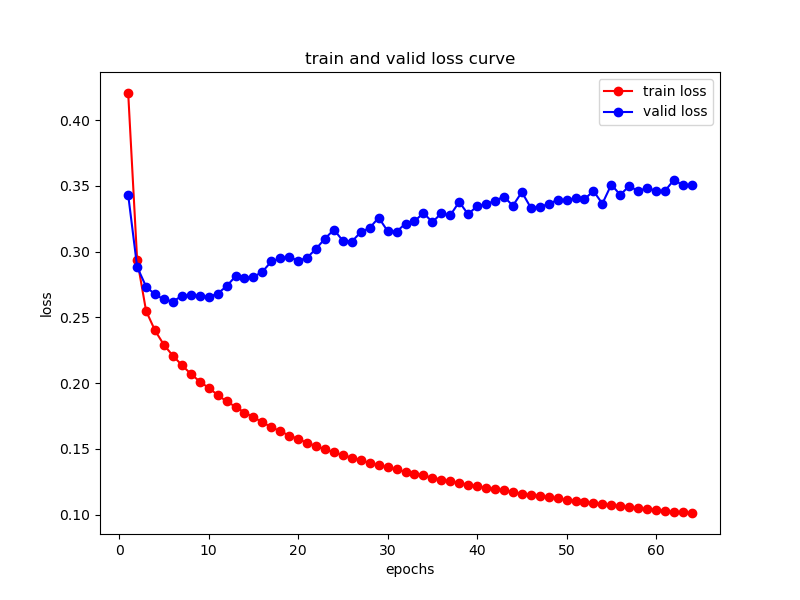 train and valid loss curve
train loss
valid loss
0.40
0.35
0.30
0.25
0.20
0.15
0.10
loss
0 10 20 30 40 50 60
epochs